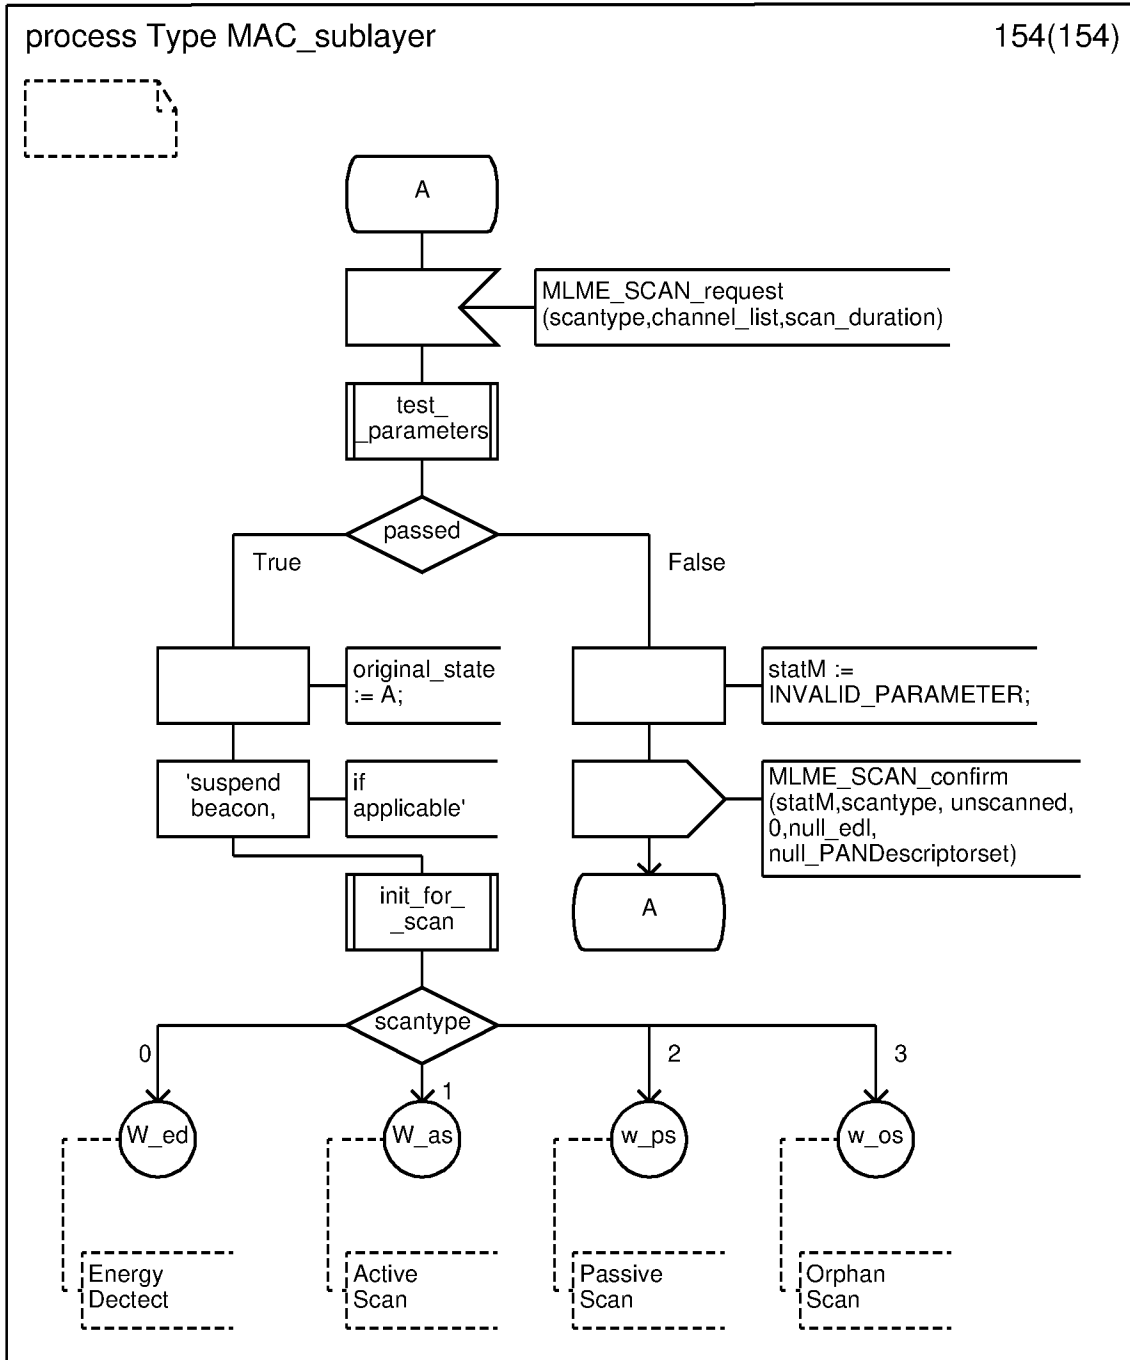 process Type MAC_sublayer
154(154)
A
MLME_SCAN_request
(scantype,channel_list,scan_duration)
test_
_parameters
passed
True
False
original_state
:= A;
statM :=
INVALID_PARAMETER;
'suspend
beacon,
if
applicable'
MLME_SCAN_confirm
(statM,scantype, unscanned,
0,null_edl,
null_PANDescriptorset)
init_for_
_scan
A
scantype
0
1
2
3
W_ed
W_as
w_ps
w_os
Energy
Dectect
Active
Scan
Passive
Scan
Orphan
Scan